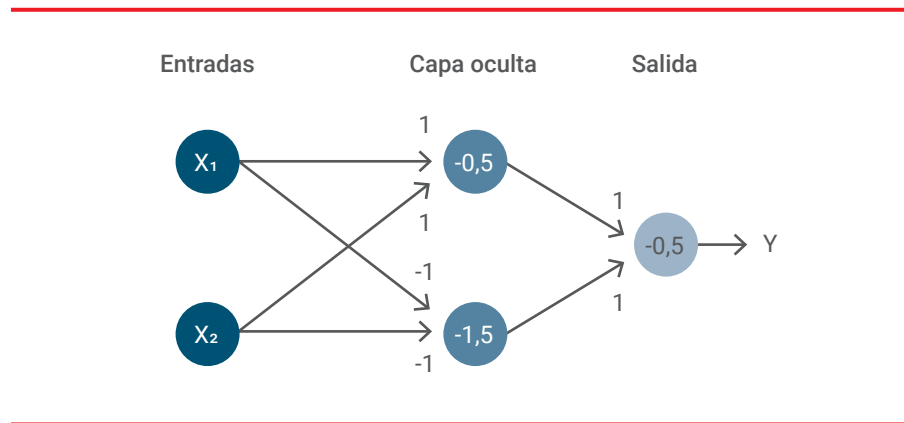 Entradas Capa oculta Salida
1
X₁ -0,5
1
1
-0,5 Y
-1
1
X₂ -1,5
-1